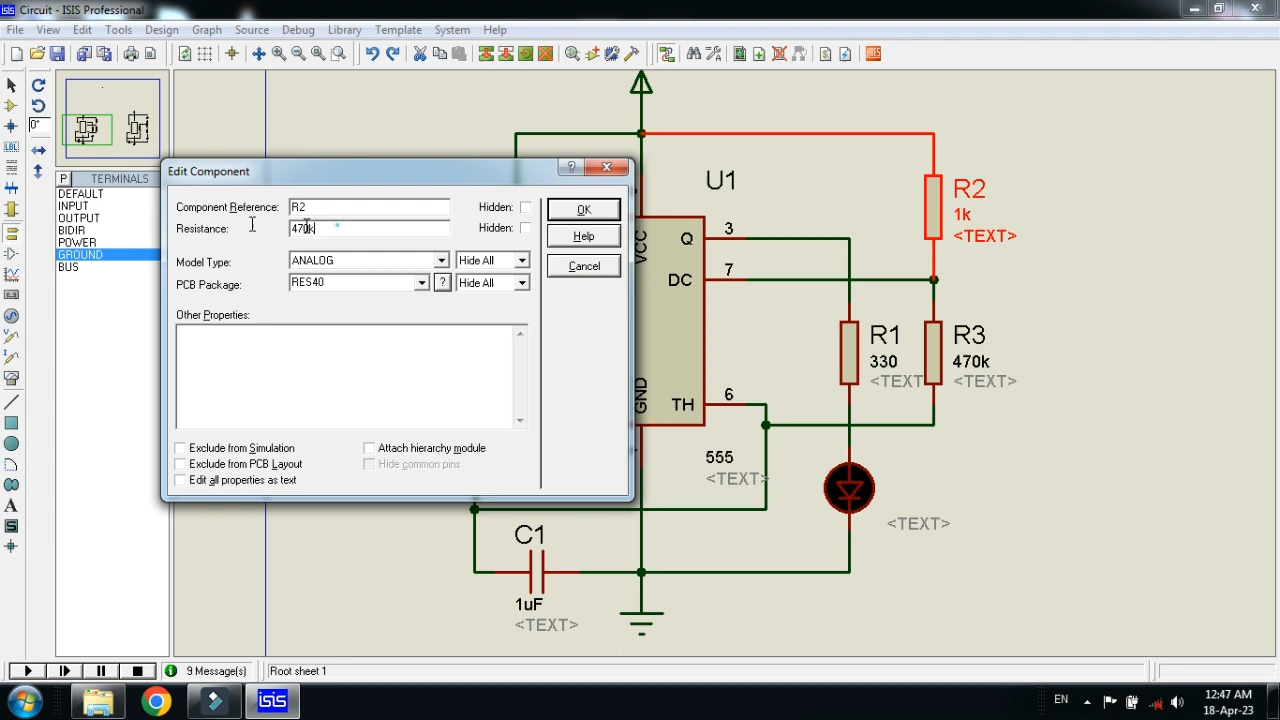 Circuit - ISIS Professional
File View Edit Tools Design Graph Source Debug Library Template System Help
ARES
0°
LBL
P TERMINALS
DEFAULT
INPUT
OUTPUT
BIDIR
POWER
GROUND
BUS
A
S
Edit Component
?
Component Reference: R2 Hidden:
Resistance: 470k Hidden:
Model Type: ANALOG Hide All
PCB Package: RES40 ? Hide All
Other Properties:
OK
Help
Cancel
Exclude from Simulation Attach hierarchy module
Exclude from PCB Layout Hide common pins
Edit all properties as text
U1
VCC
Q 3
DC 7
TH 6
GND
555
<TEXT>
R2
1k
<TEXT>
R1
330
<TEXT
R3
470k
<TEXT>
<TEXT>
C1
1uF
<TEXT>
9 Message(s) Root sheet 1
isis
EN
12:47 AM
18-Apr-23